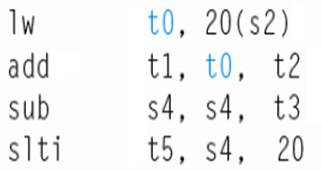 lw t0, 20(s2)
add t1, t0, t2
sub s4, s4, t3
slti t5, s4, 20